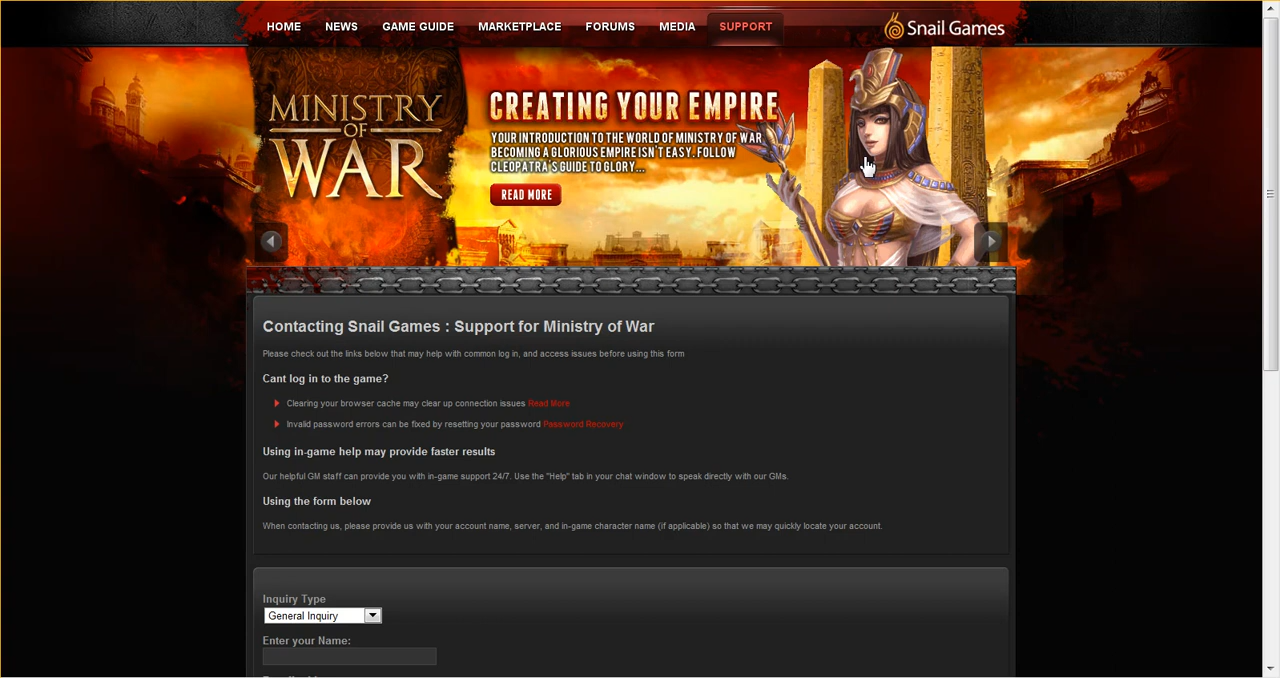 HOME NEWS GAME GUIDE MARKETPLACE FORUMS MEDIA SUPPORT Snail Games
MINISTRY
OF
WAR
CREATING YOUR EMPIRE
YOUR INTRODUCTION TO THE WORLD OF MINISTRY OF WAR
BECOMING A GLORIOUS EMPIRE ISN'T EASY. FOLLOW
CLEOPATRA'S GUIDE TO GLORY...
READ MORE
Contacting Snail Games : Support for Ministry of War
Please check out the links below that may help with common log in, and access issues before using this form
Cant log in to the game?
Clearing your browser cache may clear up connection issues Read More
Invalid password errors can be fixed by resetting your password Password Recovery
Using in-game help may provide faster results
Our helpful GM staff can provide you with in-game support 24/7. Use the "Help" tab in your chat window to speak directly with our GMs.
Using the form below
When contacting us, please provide us with your account name, server, and in-game character name (if applicable) so that we may quickly locate your account.
Inquiry Type
General Inquiry
Enter your Name: